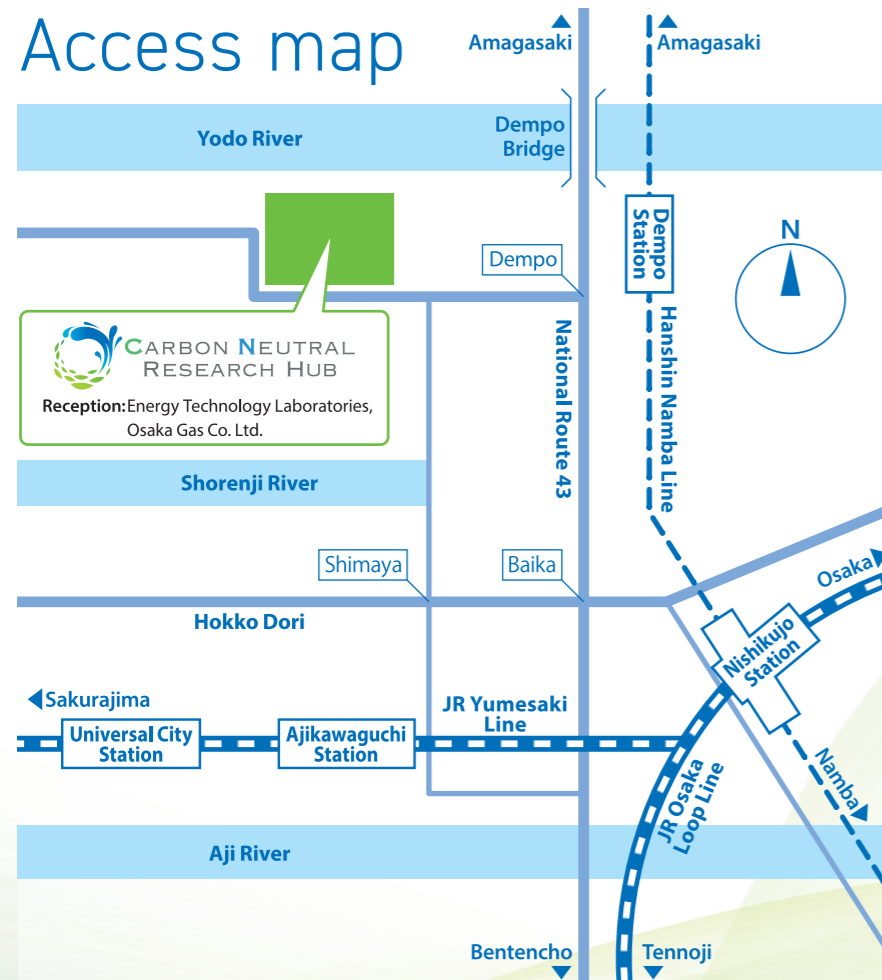 Access map
Amagasaki
Amagasaki
Yodo River
Dempo
Bridge
Dempo
Station
N
Dempo
CARBON NEUTRAL
RESEARCH HUB
Reception:Energy Technology Laboratories,
Osaka Gas Co. Ltd.
National Route 43
Hanshin Namba Line
Shorenji River
Shimaya
Baika
Osaka
Hokko Dori
Nishikujo
Station
Sakurajima
JR Yumesaki
Line
Universal City
Station
Ajikawaguchi
Station
Namba
JR Osaka
Loop Line
Aji River
Bentencho
Tennoji